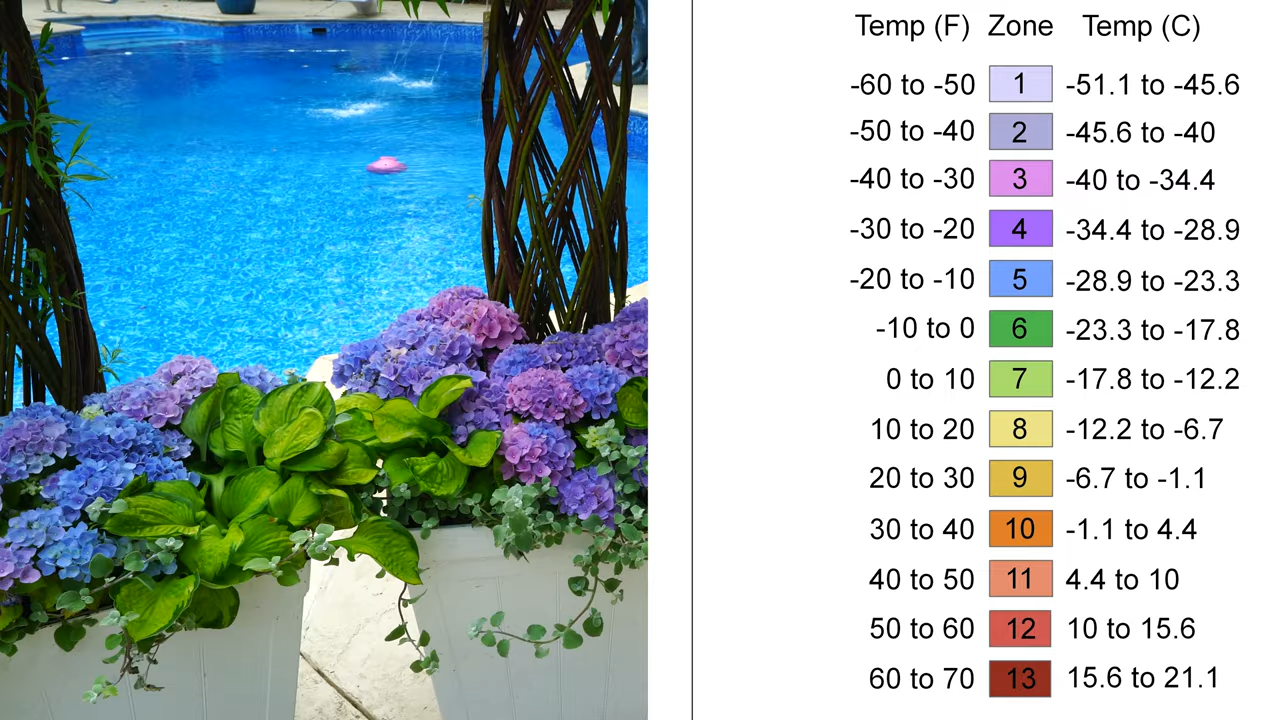 Temp (F) Zone Temp (C)
-60 to -50 1 -51.1 to -45.6
-50 to -40 2 -45.6 to -40
-40 to -30 3 -40 to -34.4
-30 to -20 4 -34.4 to -28.9
-20 to -10 5 -28.9 to -23.3
-10 to 0 6 -23.3 to -17.8
0 to 10 7 -17.8 to -12.2
10 to 20 8 -12.2 to -6.7
20 to 30 9 -6.7 to -1.1
30 to 40 10 -1.1 to 4.4
40 to 50 11 4.4 to 10
50 to 60 12 10 to 15.6
60 to 70 13 15.6 to 21.1